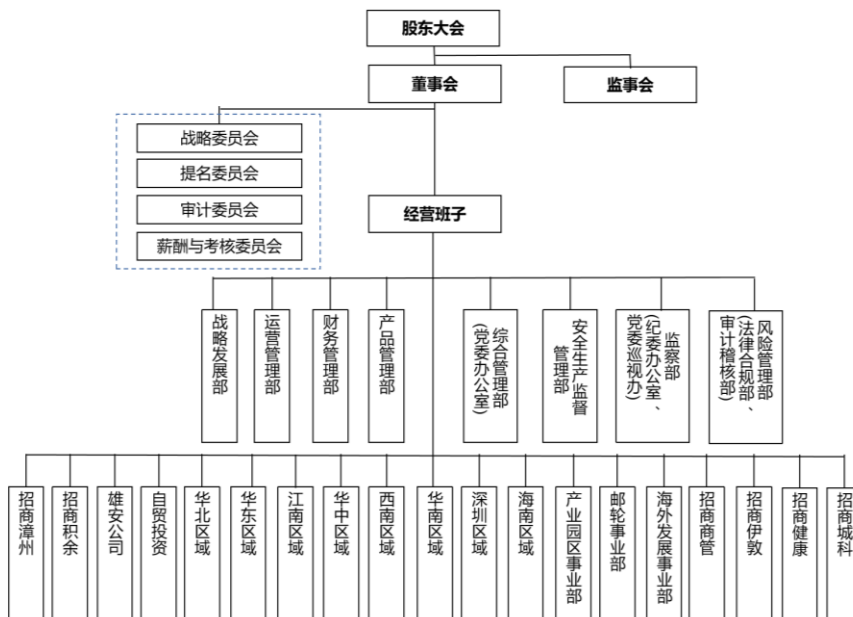 股东大会
董事会
监事会
战略委员会
提名委员会
审计委员会
薪酬与考核委员会
经营班子
战略发展部
运营管理部
财务管理部
产品管理部
综合管理部
(党委办公室)
安全生产监督
管理部
监察部
(纪委办公室、
党委巡视办)
风险管理部
(法律合规部、
审计稽核部)
招商漳州
招商积余
雄安公司
自贸投资
华北区域
华东区域
江南区域
华中区域
西南区域
华南区域
深圳区域
海南区域
产业园区事业部
邮轮事业部
海外发展事业部
招商商管
招商伊敦
招商健康
招商城科